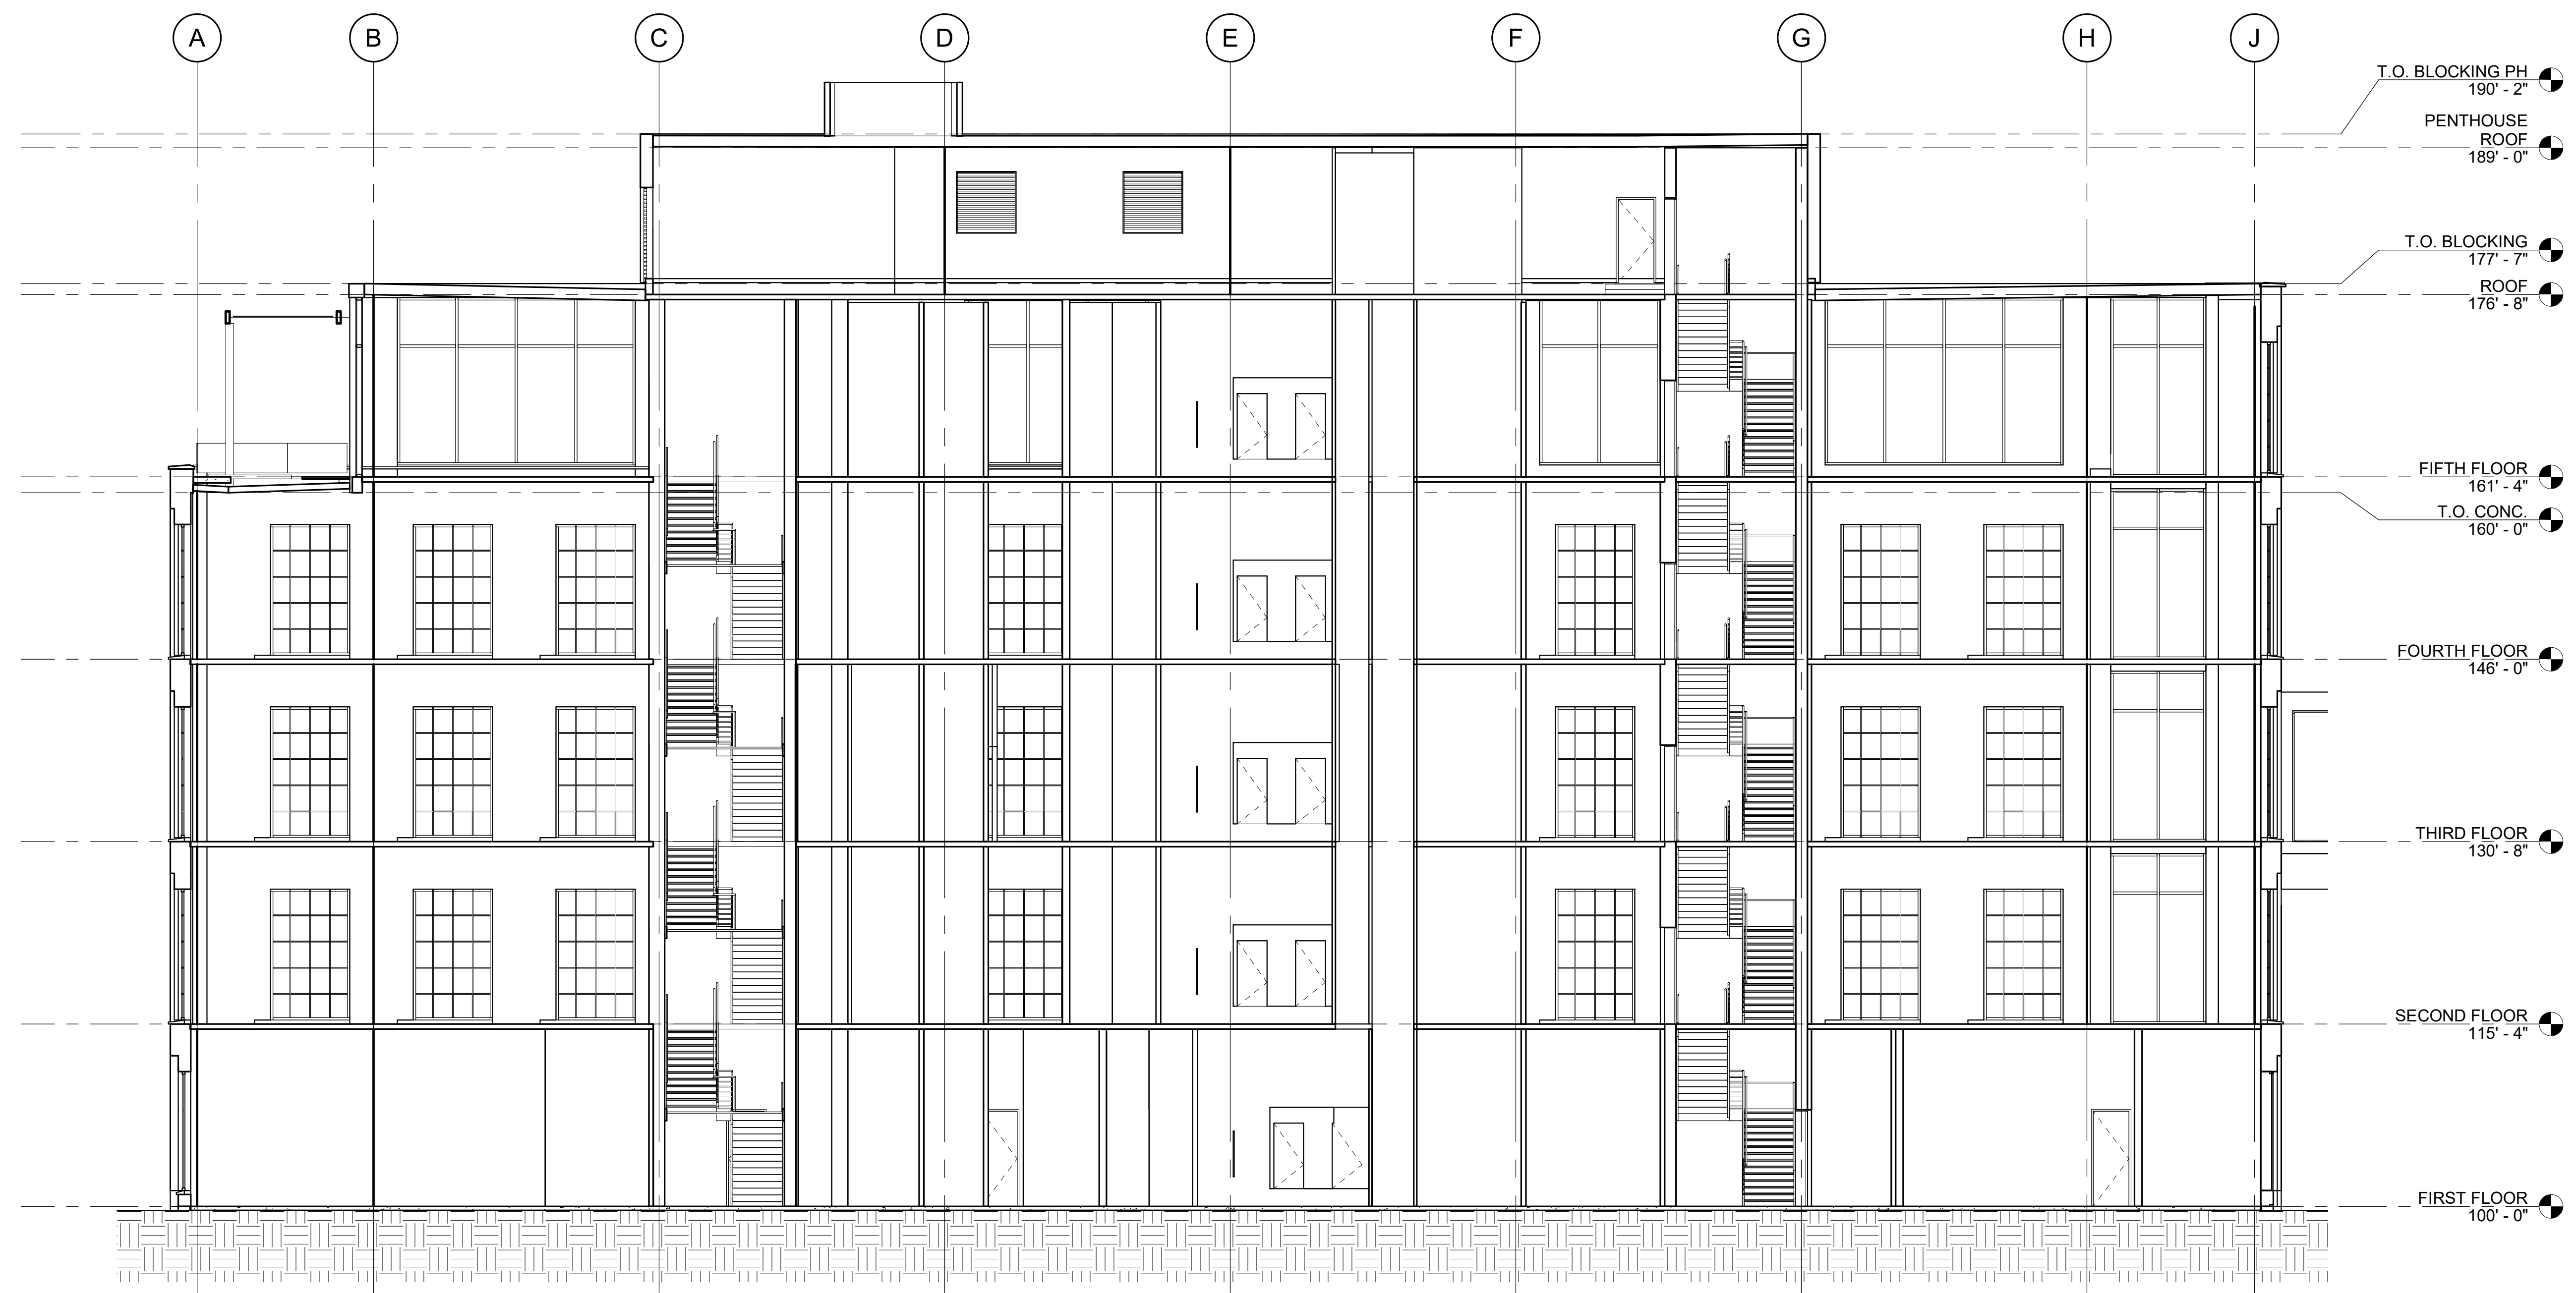 A
B
C
D
E
F
G
H
J
T.O. BLOCKING PH
190' - 2"
PENTHOUSE
ROOF
189' - 0"
T.O. BLOCKING
177' - 7"
ROOF
176' - 8"
FIFTH FLOOR
161' - 4"
T.O. CONC.
160' - 0"
FOURTH FLOOR
146' - 0"
THIRD FLOOR
130' - 8"
SECOND FLOOR
115' - 4"
FIRST FLOOR
100' - 0"